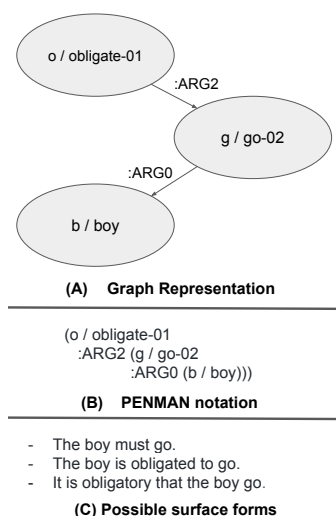 o / obligate-01
:ARG2
g / go-02
:ARG0
b / boy
(A) Graph Representation
(o / obligate-01
:ARG2 (g / go-02
:ARG0 (b / boy)))
(B) PENMAN notation
- The boy must go.
- The boy is obligated to go.
- It is obligatory that the boy go.
(C) Possible surface forms